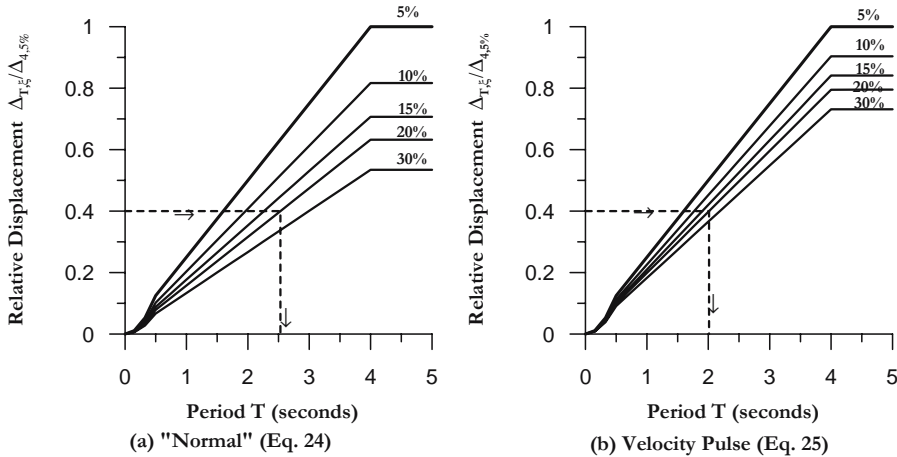 Relative Displacement Δ_{T,ξ}/Δ_{4,5%}
1
0.8
0.6
0.4
0.2
0
5%
10%
15%
20%
30%
0 1 2 3 4 5
Period T (seconds)
(a) "Normal" (Eq. 24)
Relative Displacement Δ_{T,ξ}/Δ_{4,5%}
1
0.8
0.6
0.4
0.2
0
5%
10%
15%
20%
30%
0 1 2 3 4 5
Period T (seconds)
(b) Velocity Pulse (Eq. 25)